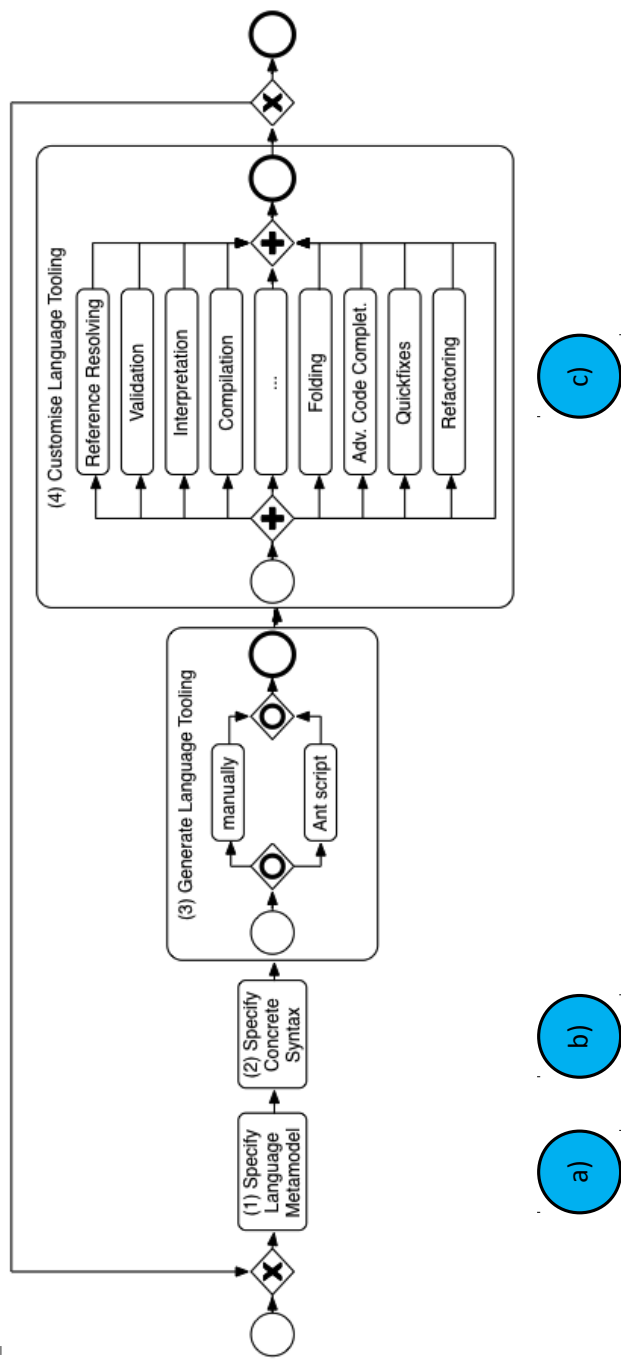 (1) Specify
Language
Metamodel
(2) Specify
Concrete
Syntax
(3) Generate Language Tooling
manually
Ant script
(4) Customise Language Tooling
Reference Resolving
Validation
Interpretation
Compilation
...
Folding
Adv. Code Complet.
Quickfixes
Refactoring
a)
b)
c)